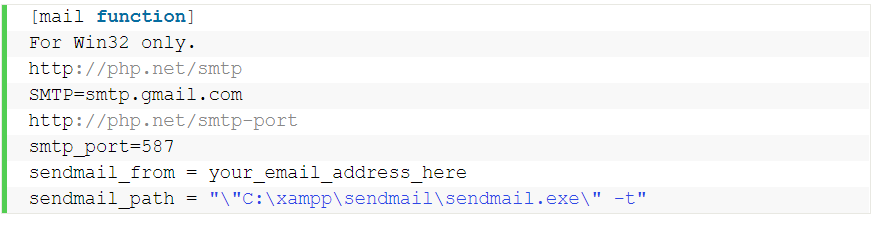 [mail function]
For Win32 only.
http://php.net/smtp
SMTP=smtp.gmail.com
http://php.net/smtp-port
smtp_port=587
sendmail_from = your_email_address_here
sendmail_path = "\"C:\xampp\sendmail\sendmail.exe\" -t"